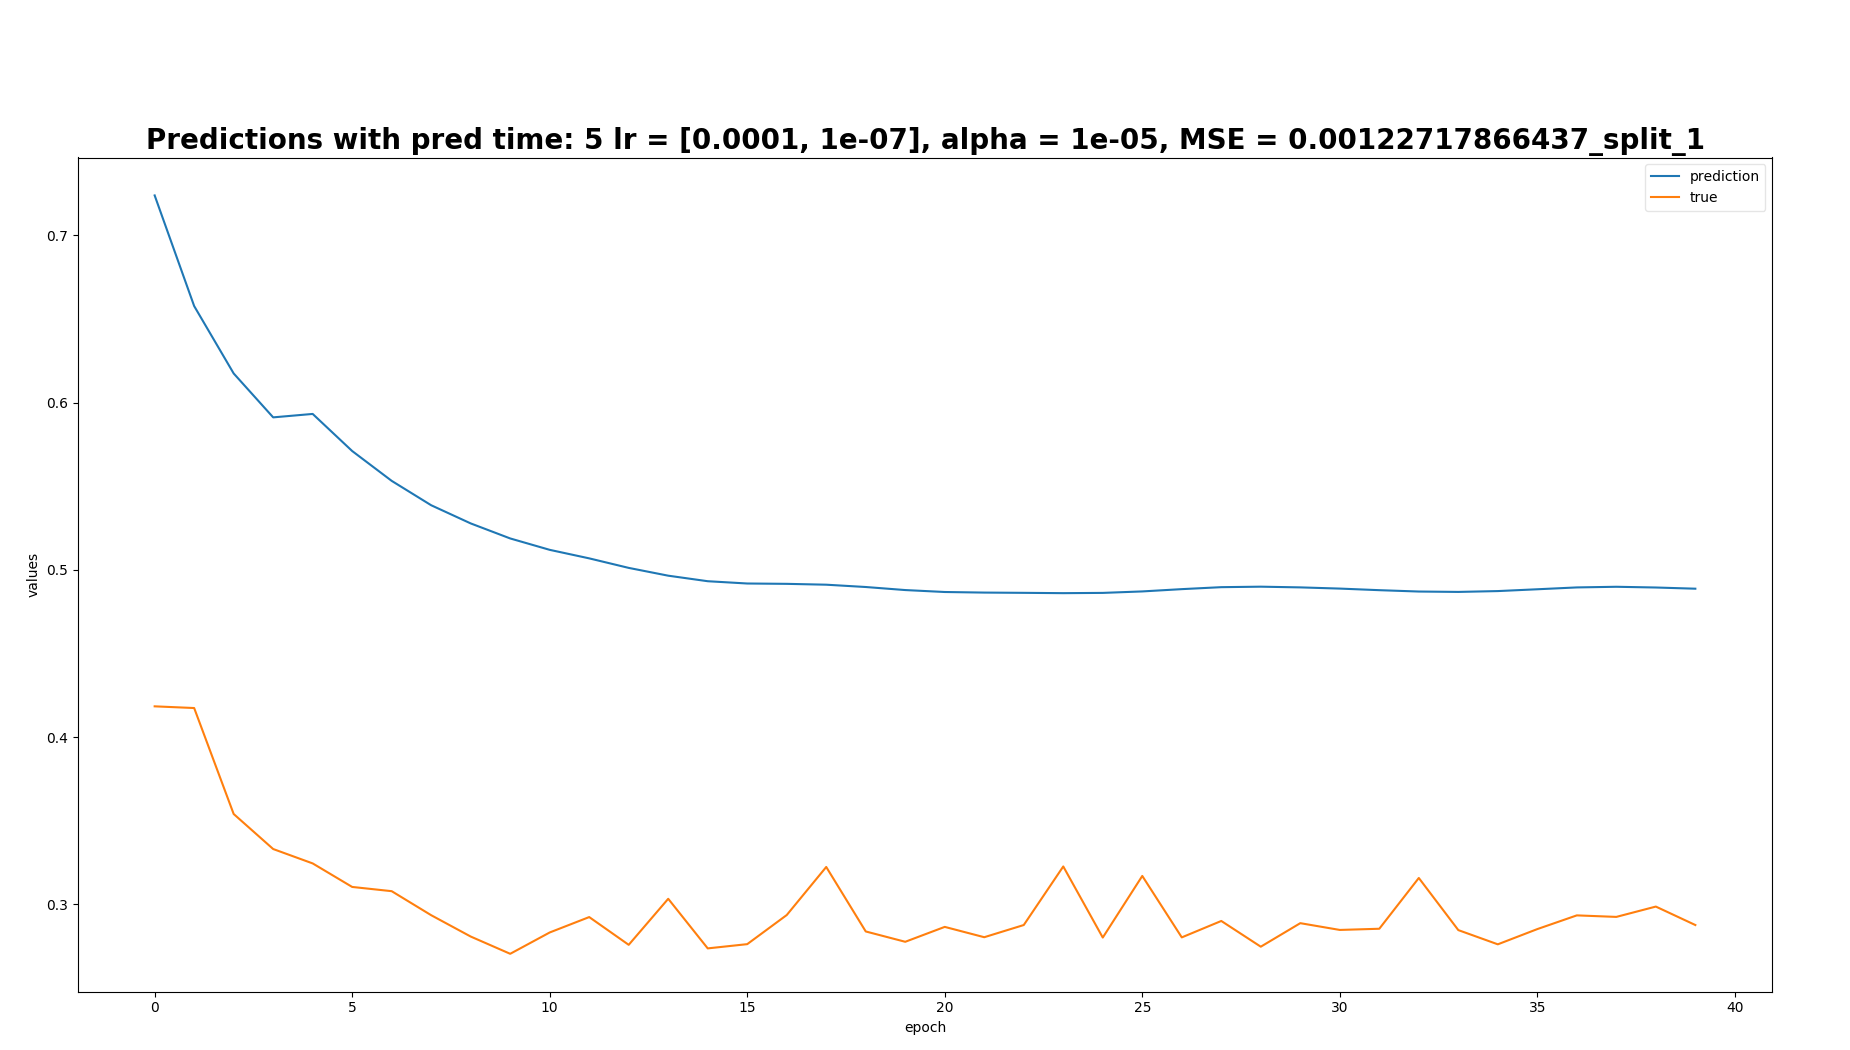 Predictions with pred time: 5 lr = [0.0001, 1e-07], alpha = 1e-05, MSE = 0.00122717866437_split_1
prediction
true
0.7
0.6
0.5
0.4
0.3
values
0 5 10 15 20 25 30 35 40
epoch